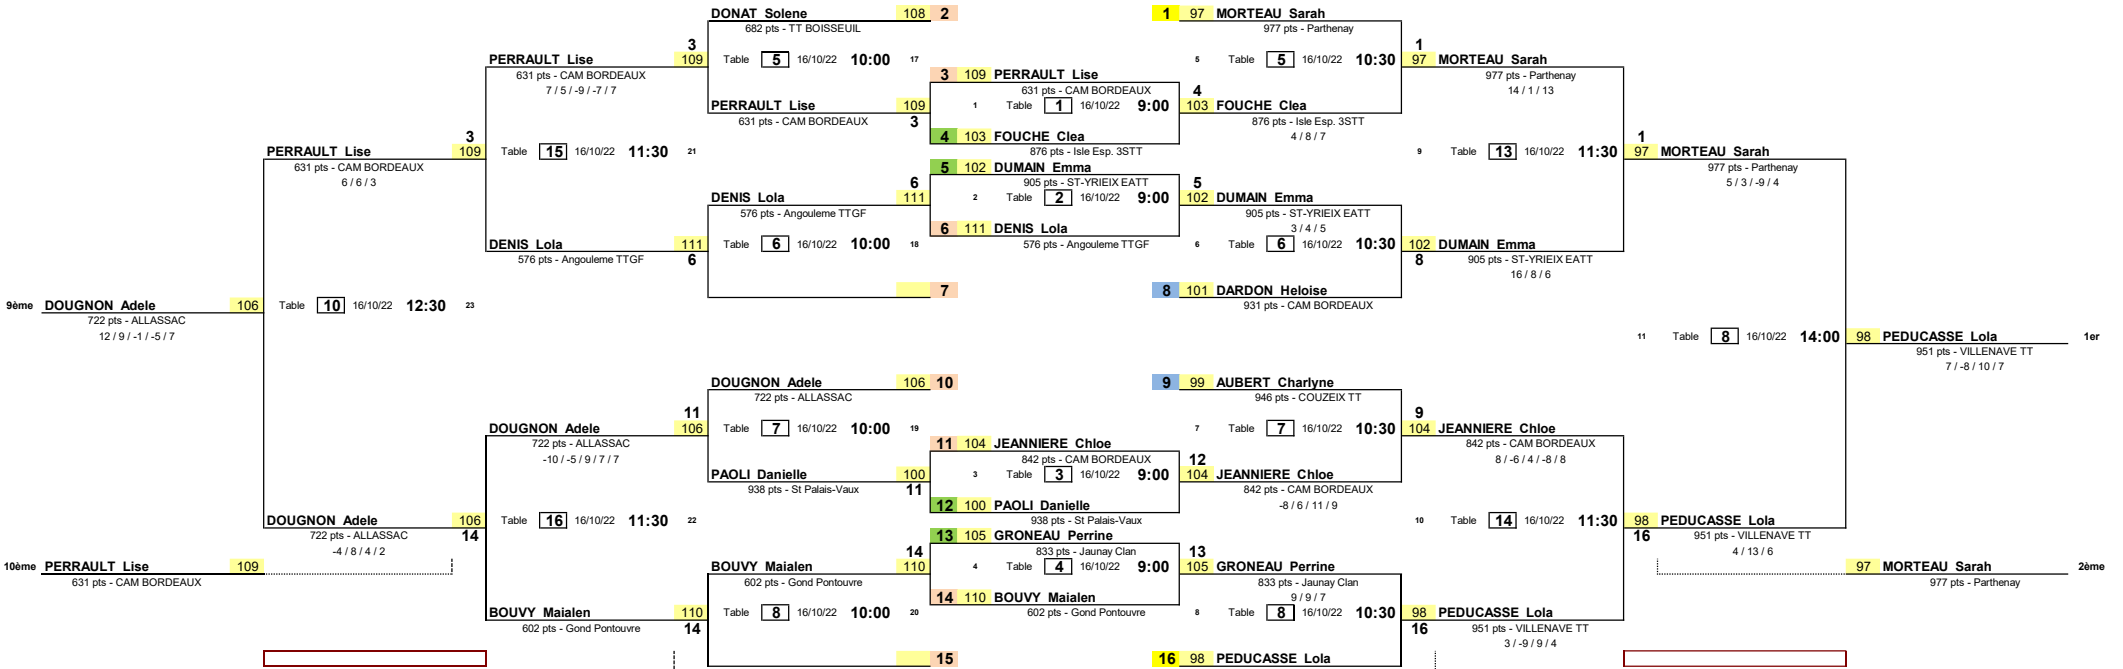 DONAT Solene 108 2 1 97 MORTEAU Sarah
682 pts - TT BOISSEUIL 977 pts - Parthenay
3 1
PERRAULT Lise 109 Table 5 16/10/22 10:00 17 5 Table 5 16/10/22 10:30 97 MORTEAU Sarah
631 pts - CAM BORDEAUX 3 109 PERRAULT Lise 977 pts - Parthenay
7 / 5 / -9 / -7 / 7 631 pts - CAM BORDEAUX 4 14 / 1 / 13
PERRAULT Lise 109 1 Table 1 16/10/22 9:00 103 FOUCHE Clea
631 pts - CAM BORDEAUX 3 876 pts - Isle Esp. 3STT
3 4 103 FOUCHE Clea 4 / 8 / 7 1
PERRAULT Lise 109 Table 15 16/10/22 11:30 21 876 pts - Isle Esp. 3STT 9 Table 13 16/10/22 11:30 97 MORTEAU Sarah
631 pts - CAM BORDEAUX 5 102 DUMAIN Emma 977 pts - Parthenay
6 / 6 / 3 6 905 pts - ST-YRIEIX EATT 5 5 / 3 / -9 / 4
DENIS Lola 111 2 Table 2 16/10/22 9:00 102 DUMAIN Emma
576 pts - Angouleme TTGF 905 pts - ST-YRIEIX EATT
6 111 DENIS Lola 3 / 4 / 5
DENIS Lola 111 Table 6 16/10/22 10:00 18 576 pts - Angouleme TTGF 6 Table 6 16/10/22 10:30 102 DUMAIN Emma
576 pts - Angouleme TTGF 6 8 905 pts - ST-YRIEIX EATT
16 / 8 / 6
7 8 101 DARDON Heloise
9ème DOUGNON Adele 106 Table 10 16/10/22 12:30 23 931 pts - CAM BORDEAUX
722 pts - ALLASSAC
12 / 9 / -1 / -5 / 7 11 Table 8 16/10/22 14:00 98 PEDUCASSE Lola 1er
951 pts - VILLENAVE TT
7 / -8 / 10 / 7
DOUGNON Adele 106 10 9 99 AUBERT Charlyne
722 pts - ALLASSAC 946 pts - COUZEIX TT
11 9
DOUGNON Adele 106 Table 7 16/10/22 10:00 19 7 Table 7 16/10/22 10:30 104 JEANNIERE Chloe
722 pts - ALLASSAC 11 104 JEANNIERE Chloe 842 pts - CAM BORDEAUX
-10 / -5 / 9 / 7 / 7 842 pts - CAM BORDEAUX 12 8 / -6 / 4 / -8 / 8
PAOLI Danielle 100 3 Table 3 16/10/22 9:00 104 JEANNIERE Chloe
938 pts - St Palais-Vaux 11 842 pts - CAM BORDEAUX
12 100 PAOLI Danielle -8 / 6 / 11 / 9
DOUGNON Adele 106 Table 16 16/10/22 11:30 22 938 pts - St Palais-Vaux 10 Table 14 16/10/22 11:30 98 PEDUCASSE Lola
722 pts - ALLASSAC 14 13 105 GRONEAU Perrine 16 951 pts - VILLENAVE TT
-4 / 8 / 4 / 2 14 833 pts - Jaunay Clan 13 4 / 13 / 6
10ème PERRAULT Lise 109 BOUVY Maialen 110 4 Table 4 16/10/22 9:00 105 GRONEAU Perrine 97 MORTEAU Sarah 2ème
631 pts - CAM BORDEAUX 602 pts - Gond Pontouvre 833 pts - Jaunay Clan 977 pts - Parthenay
14 110 BOUVY Maialen 9 / 9 / 7
BOUVY Maialen 110 Table 8 16/10/22 10:00 20 602 pts - Gond Pontouvre 8 Table 8 16/10/22 10:30 98 PEDUCASSE Lola
602 pts - Gond Pontouvre 14 16 951 pts - VILLENAVE TT
3 / -9 / 9 / 4
15 16 98 PEDUCASSE Lola